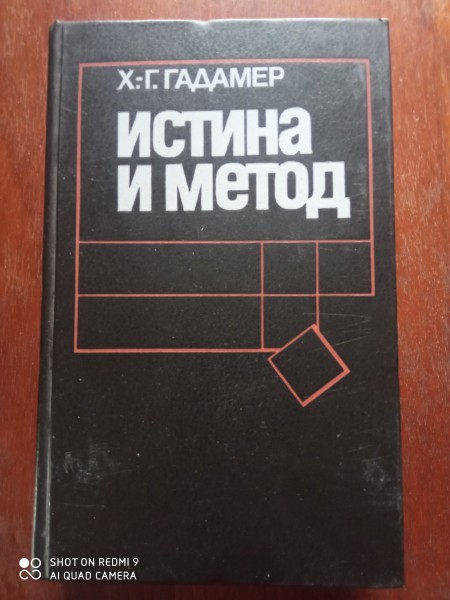 Х.-Г. ГАДАМЕР
ИСТИНА
И МЕТОД
SHOT ON REDMI 9
AI QUAD CAMERA